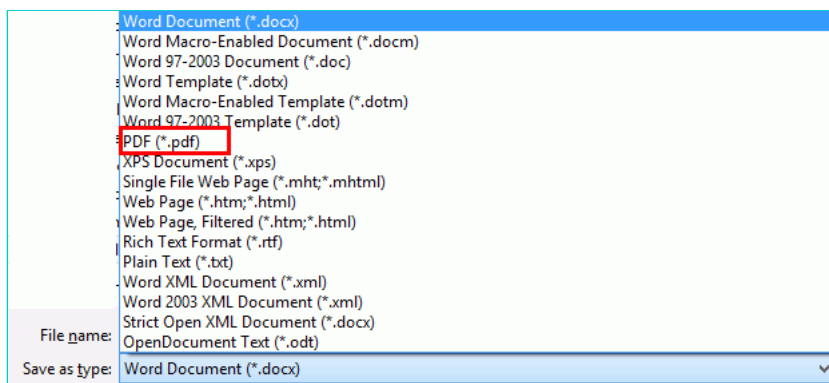 Word Document (*.docx)
Word Macro-Enabled Document (*.docm)
Word 97-2003 Document (*.doc)
Word Template (*.dotx)
Word Macro-Enabled Template (*.dotm)
Word 97-2003 Template (*.dot)
PDF (*.pdf)
XPS Document (*.xps)
Single File Web Page (*.mht;*.mhtml)
Web Page (*.htm;*.html)
Web Page, Filtered (*.htm;*.html)
Rich Text Format (*.rtf)
Plain Text (*.txt)
Word XML Document (*.xml)
Word 2003 XML Document (*.xml)
Strict Open XML Document (*.docx)
File name: OpenDocument Text (*.odt)
Save as type: Word Document (*.docx)